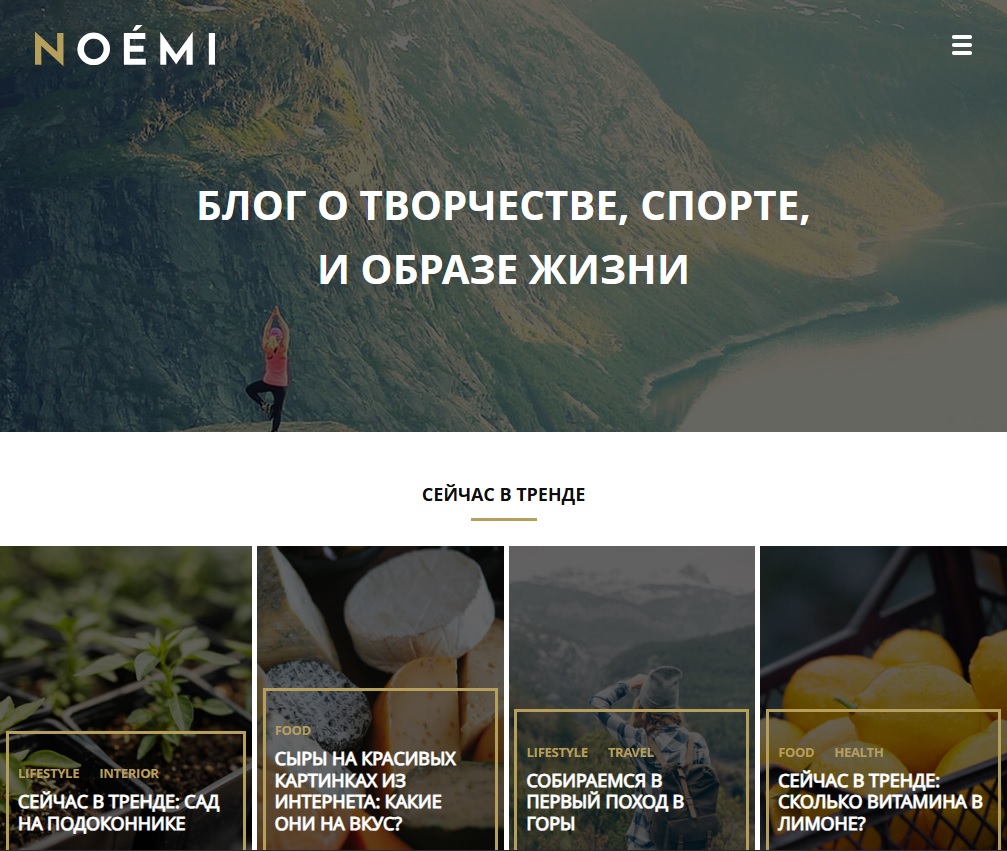 NOÉMI
БЛОГ О ТВОРЧЕСТВЕ, СПОРТЕ,
И ОБРАЗЕ ЖИЗНИ
СЕЙЧАС В ТРЕНДЕ
LIFESTYLE INTERIOR
СЕЙЧАС В ТРЕНДЕ: САД
НА ПОДОКОННИКЕ
FOOD
СЫРЫ НА КРАСИВЫХ
КАРТИНКАХ ИЗ
ИНТЕРНЕТА: КАКИЕ
ОНИ НА ВКУС?
LIFESTYLE TRAVEL
СОБИРАЕМСЯ В
ПЕРВЫЙ ПОХОД В
ГОРЫ
FOOD HEALTH
СЕЙЧАС В ТРЕНДЕ:
СКОЛЬКО ВИТАМИНА В
ЛИМОНЕ?